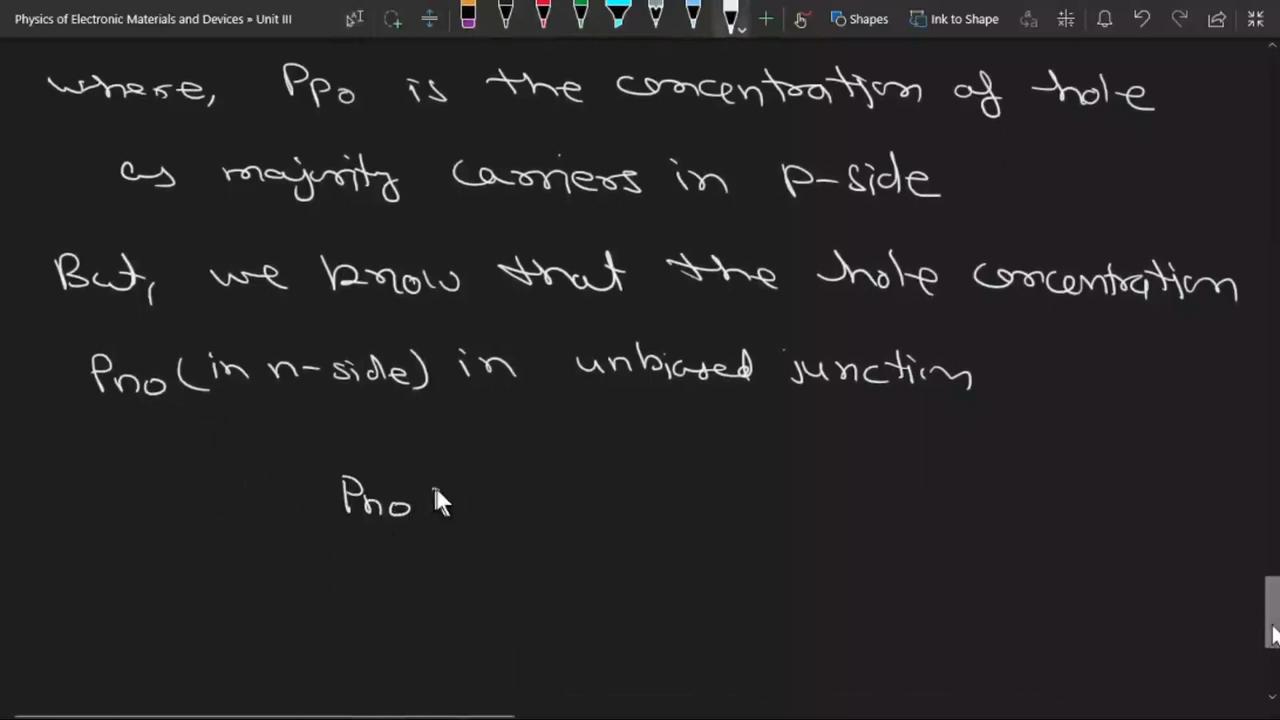 Physics of Electronic Materials and Devices » Unit III
Shapes
Ink to Shape
where, Ppo is the concentration of hole
as majority carriers in p-side
But, we know that the hole concentration
Pno (in n-side) in unbiased junction
Pno